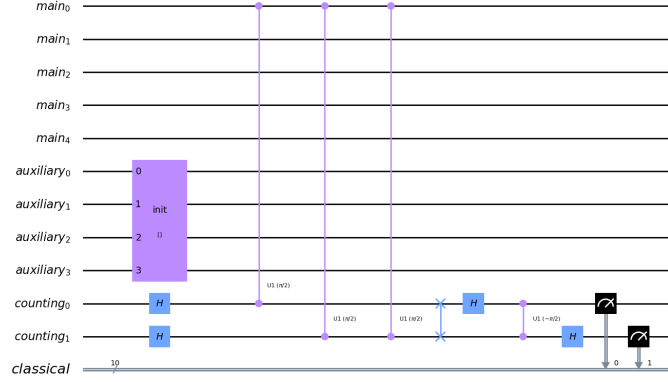 main₀
main₁
main₂
main₃
main₄
auxiliary₀ 0
auxiliary₁ 1 init
auxiliary₂ 2 []
auxiliary₃ 3
U1 (π/2)
counting₀ H H
U1 (π/2) U1 (π/2) U1 (−π/2)
counting₁ H H
classical 10 0 1